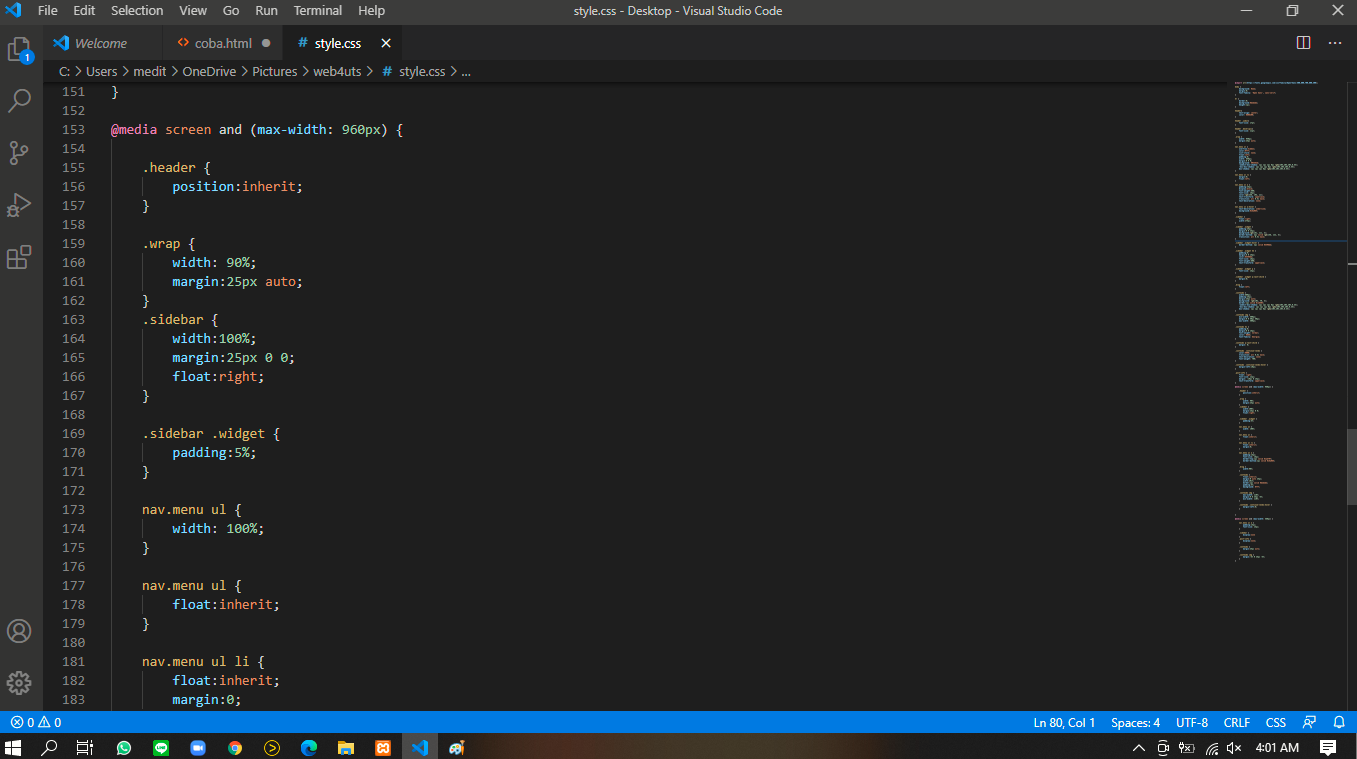 File Edit Selection View Go Run Terminal Help
style.css - Desktop - Visual Studio Code
1
Welcome
coba.html
# style.css
C: > Users > medit > OneDrive > Pictures > web4uts > # style.css > ...
151 }
152
153 @media screen and (max-width: 960px) {
154
155 .header {
156 position:inherit;
157 }
158
159 .wrap {
160 width: 90%;
161 margin:25px auto;
162 }
163 .sidebar {
164 width:100%;
165 margin:25px 0 0;
166 float:right;
167 }
168
169 .sidebar .widget {
170 padding:5%;
171 }
172
173 nav.menu ul {
174 width: 100%;
175 }
176
177 nav.menu ul {
178 float:inherit;
179 }
180
181 nav.menu ul li {
182 float:inherit;
183 margin:0;
0 0 Ln 80, Col 1 Spaces: 4 UTF-8 CRLF CSS
4:01 AM